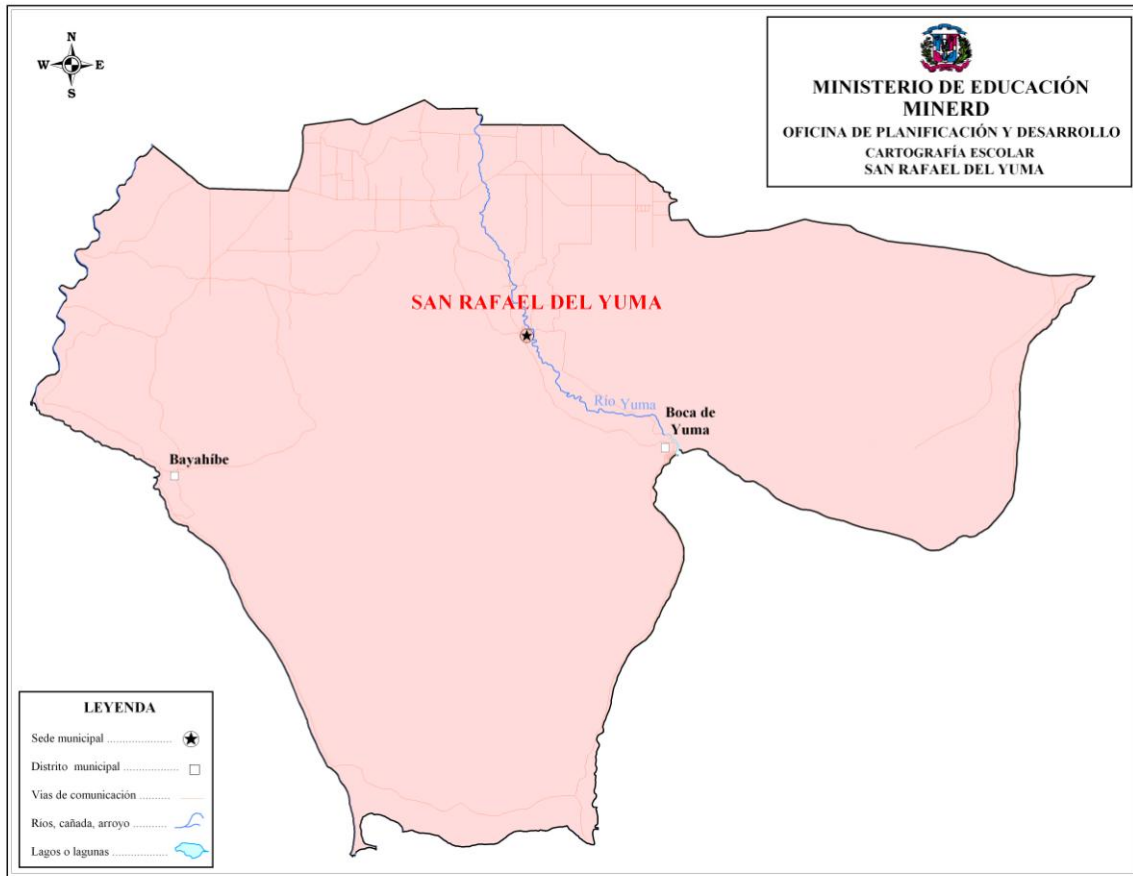 N
W E
S
MINISTERIO DE EDUCACIÓN
MINERD
OFICINA DE PLANIFICACIÓN Y DESARROLLO
CARTOGRAFÍA ESCOLAR
SAN RAFAEL DEL YUMA
SAN RAFAEL DEL YUMA
Río Yuma
Boca de
Yuma
Bayahíbe
LEYENDA
Sede municipal .....................
Distrito municipal ..................
Vías de comunicación ..........
Ríos, cañada, arroyo ...........
Lagos o lagunas ..................